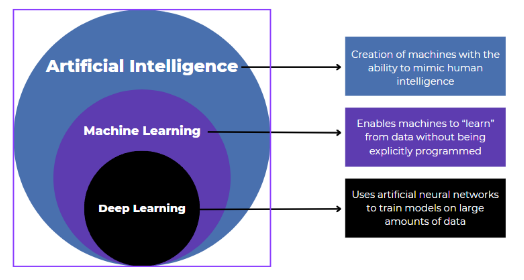 Artificial Intelligence
Creation of machines with the
ability to mimic human
intelligence
Machine Learning
Enables machines to “learn”
from data without being
explicitly programmed
Deep Learning
Uses artificial neural networks
to train models on large
amounts of data